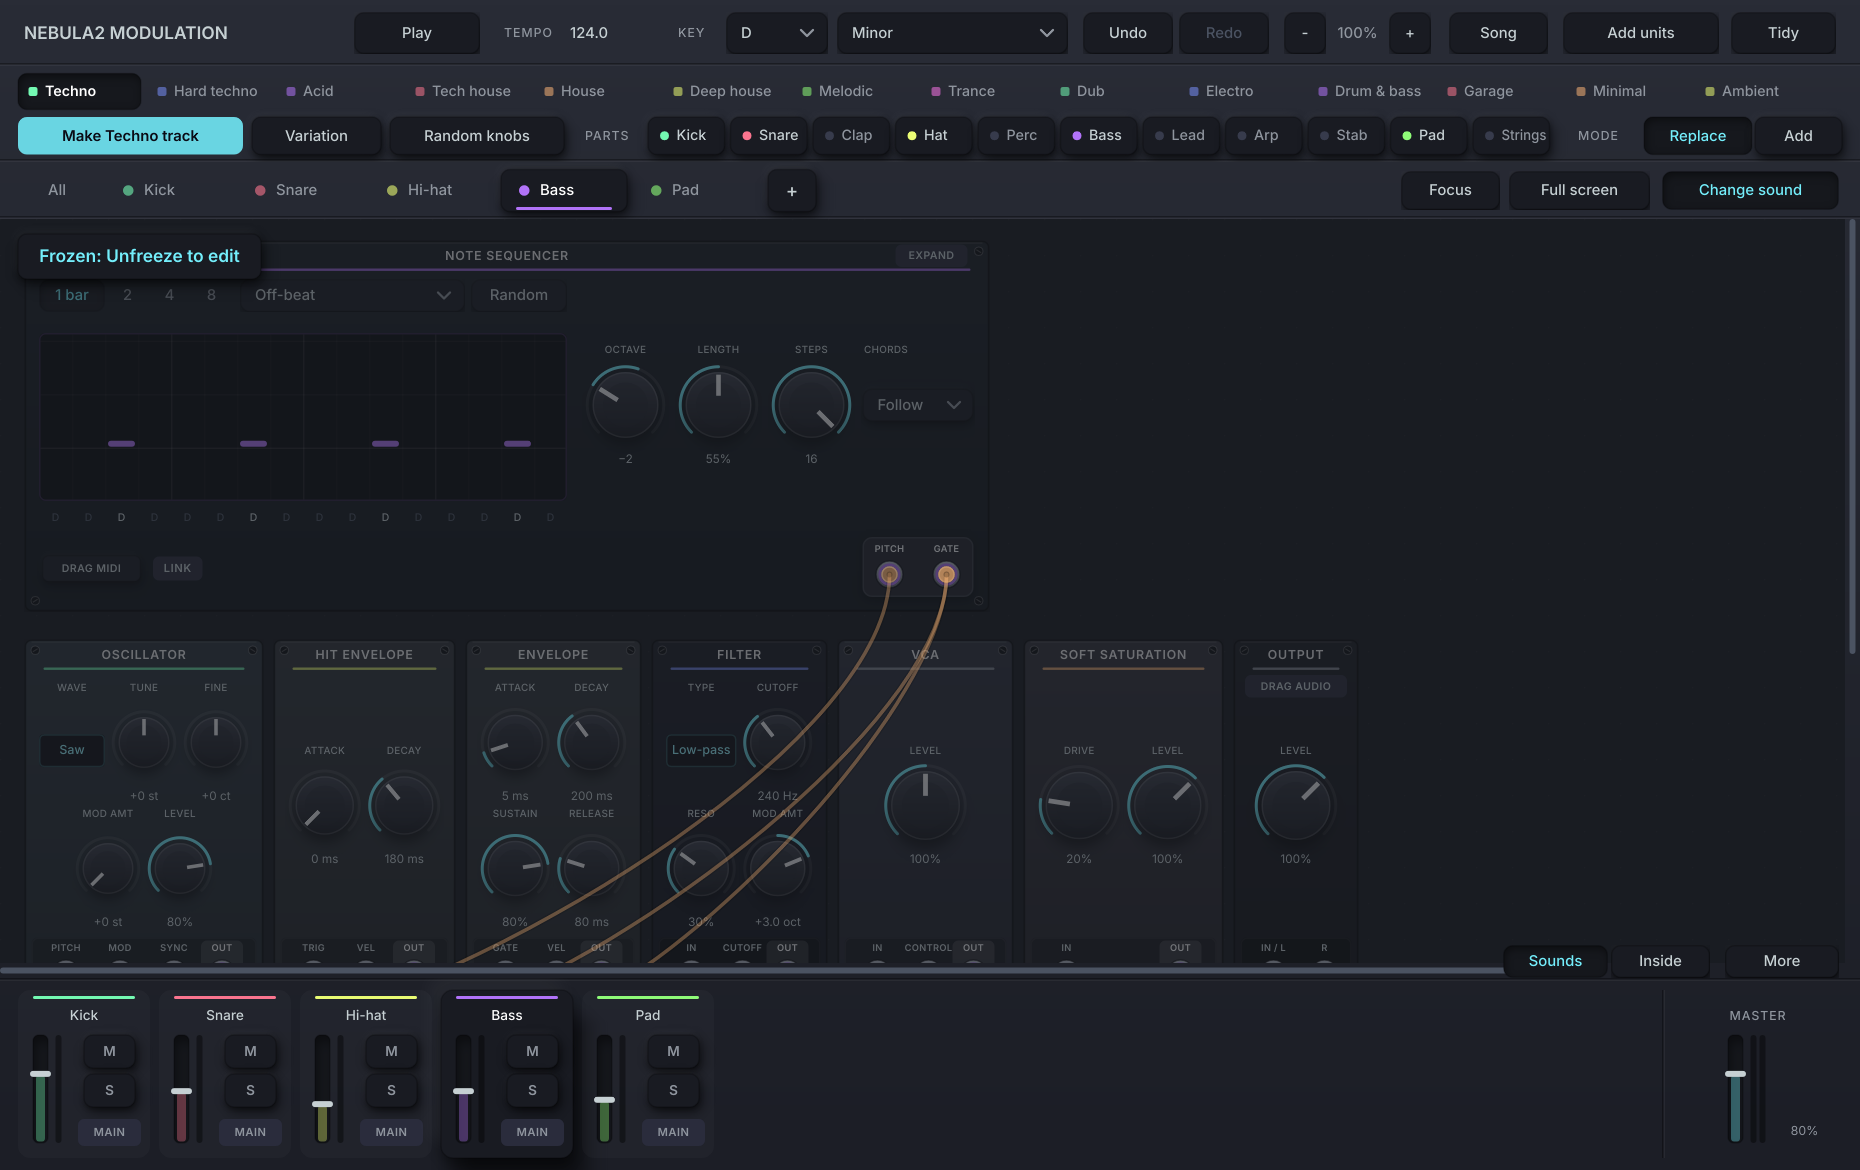 NEBULA2 MODULATION Play TEMPO 124.0 KEY D Minor Undo Redo - 100% + Song Add units Tidy
Techno Hard techno Acid Tech house House Deep house Melodic Trance Dub Electro Drum & bass Garage Minimal Ambient
Make Techno track Variation Random knobs PARTS Kick Snare Clap Hat Perc Bass Lead Arp Stab Pad Strings MODE Replace Add
All Kick Snare Hi-hat Bass Pad + Focus Full screen Change sound
Frozen: Unfreeze to edit NOTE SEQUENCER EXPAND
1 bar 2 4 8 Off-beat Random
OCTAVE LENGTH STEPS CHORDS
Follow
-2 55% 16
D D D D D D D D D D D D D D D D
PITCH GATE
DRAG MIDI LINK
OSCILLATOR HIT ENVELOPE ENVELOPE FILTER VCA SOFT SATURATION OUTPUT
WAVE TUNE FINE ATTACK DECAY TYPE CUTOFF DRAG AUDIO
Saw ATTACK DECAY Low-pass LEVEL DRIVE LEVEL LEVEL
+0 st +0 ct 5 ms 200 ms 240 Hz
MOD AMT LEVEL SUSTAIN RELEASE RESO MOD AMT
0 ms 180 ms 100% 20% 100% 100%
+0 st 80% 80% 80 ms 30% +3.0 oct
PITCH MOD SYNC OUT TRIG VEL OUT GATE VEL OUT IN CUTOFF OUT IN CONTROL OUT IN OUT IN / L R
Sounds Inside More
Kick Snare Hi-hat Bass Pad MASTER
M M M M M
S S S S S
MAIN MAIN MAIN MAIN MAIN 80%